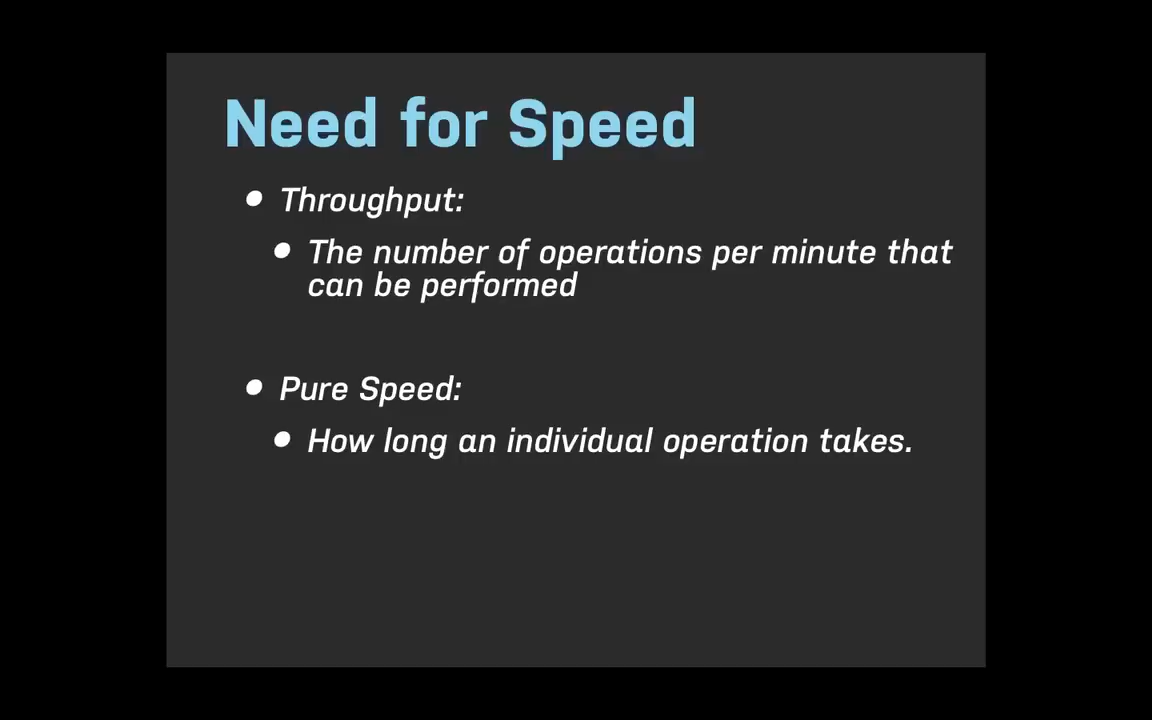 Need for Speed
• Throughput:
• The number of operations per minute that
can be performed
• Pure Speed:
• How long an individual operation takes.